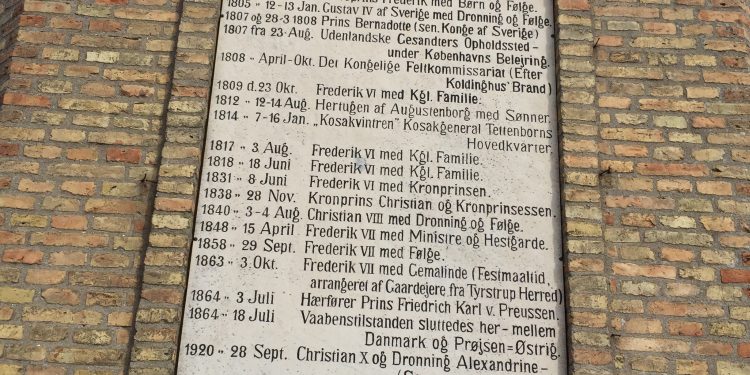 prins Frederik med Børn og Følge.
1805 - 12-13 Jan. Gustav IV af Sverige med Dronning og Følge.
1807 og 28-3 1808 Prins Bernadotte (sen. Konge af Sverige)
1807 fra 23 Aug. Udenlandske Gesandters Opholdssted-
under Københavns Belejring.
1808 - April-Okt. Det Kongelige Feltkommissariat (Efter
Koldinghus' Brand)
1809 d. 23 Okt. Frederik VI med Kgl. Familie.
1812 - 12-14 Aug. Hertugen af Augustenborg med Sønner.
1814 - 7-16 Jan. „Kosakvintren” Kosakgeneral Tettenborns
Hovedkvarter.
1817 - 3 Aug. Frederik VI med Kgl. Familie.
1818 - 18 Juni Frederik VI med Kgl. Familie.
1831 - 8 Juni Frederik VI med Kronprinsen.
1838 - 28 Nov. Kronprins Christian og Kronprinsessen.
1840 - 3-4 Aug. Christian VIII med Dronning og Følge.
1848 - 15 April Frederik VII med Ministre og Hestgarde.
1858 - 29 Sept. Frederik VII med Følge.
1863 - 3 Okt. Frederik VII med Gemalinde (Festmaaltid,
arrangeret af Gaardejere fra Tyrstrup Herred)
1864 - 3 Juli Hærfører Prins Friedrich Karl v. Preussen.
1864 - 18 Juli Vaabenstilstanden sluttedes her - mellem
Danmark og Prøjsen=Østrig.
1920 - 28 Sept. Christian X og Dronning Alexandrine-